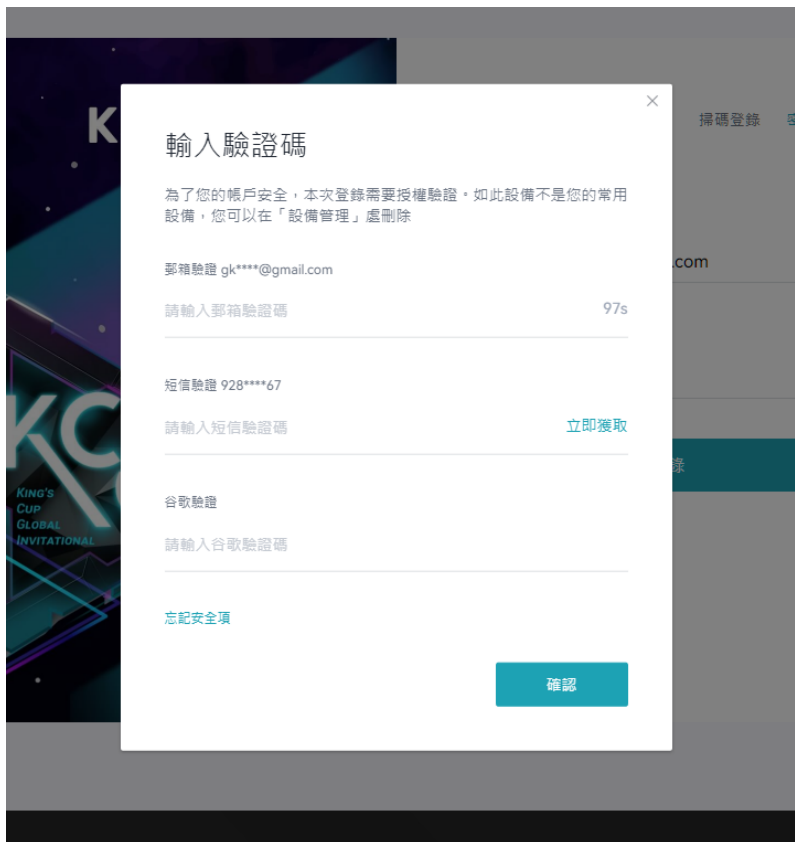 K
掃碼登錄
輸入驗證碼
為了您的帳戶安全，本次登錄需要授權驗證。如此設備不是您的常用
設備，您可以在「設備管理」處刪除
郵箱驗證 gk****@gmail.com
.com
請輸入郵箱驗證碼 97s
短信驗證 928****67
請輸入短信驗證碼 立即獲取
KC
錄
KING'S
CUP
GLOBAL
INVITATIONAL
谷歌驗證
請輸入谷歌驗證碼
忘記安全項
確認